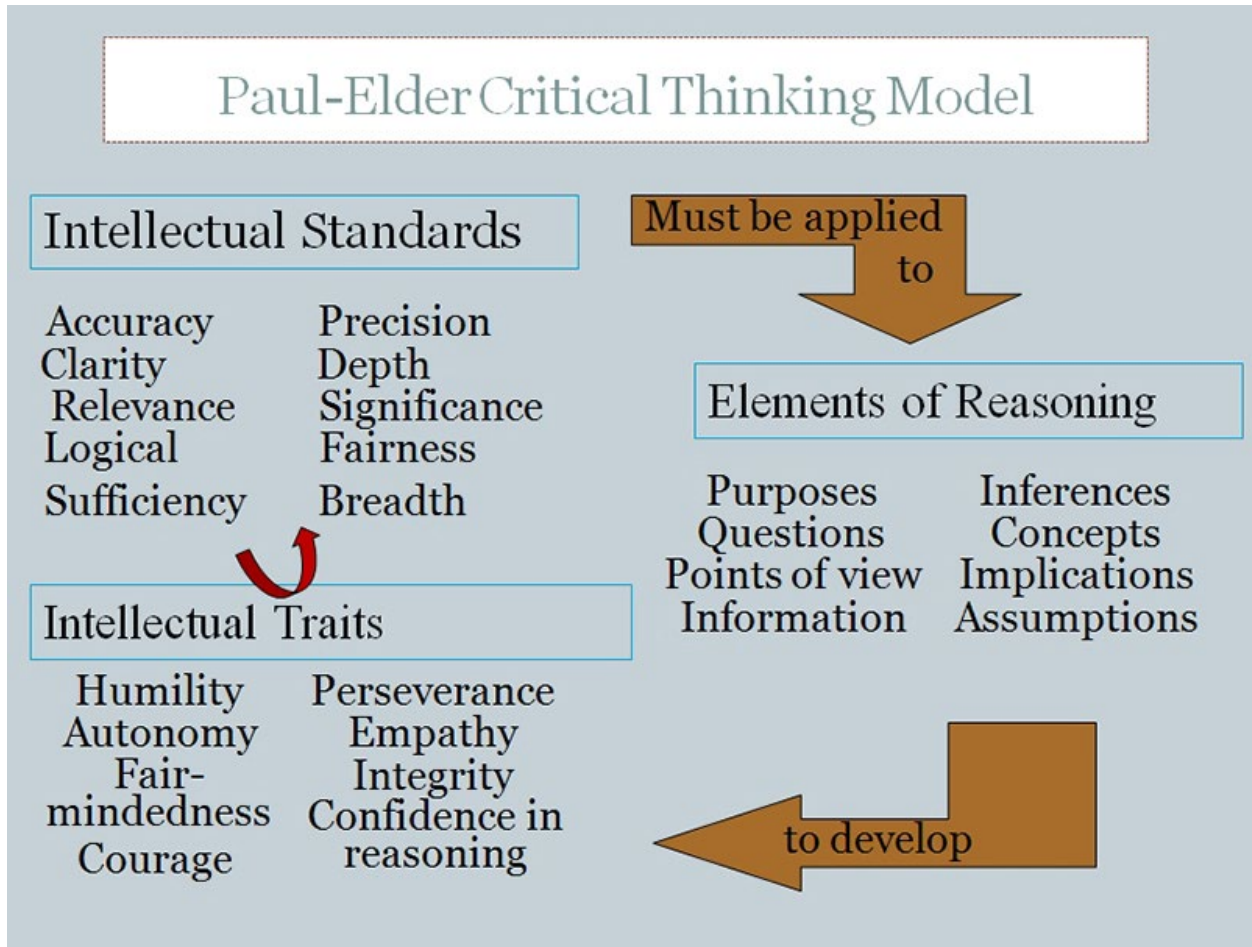 Paul-Elder Critical Thinking Model
Intellectual Standards
Accuracy
Clarity
Relevance
Logical
Sufficiency
Precision
Depth
Significance
Fairness
Breadth
Must be applied
to
Elements of Reasoning
Purposes
Questions
Points of view
Information
Inferences
Concepts
Implications
Assumptions
to develop
Intellectual Traits
Humility
Autonomy
Fair-
mindedness
Courage
Perseverance
Empathy
Integrity
Confidence in
reasoning